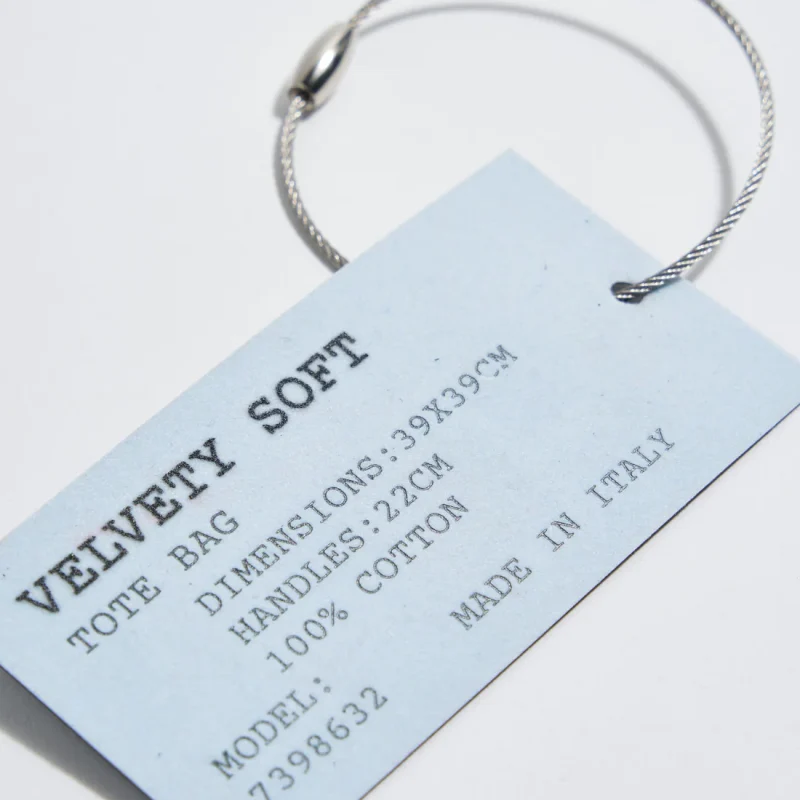 VELVETY SOFT
TOTE BAG
DIMENSIONS:39X39CM
HANDLES:22CM
100% COTTON
MADE IN ITALY
MODEL:
7398632